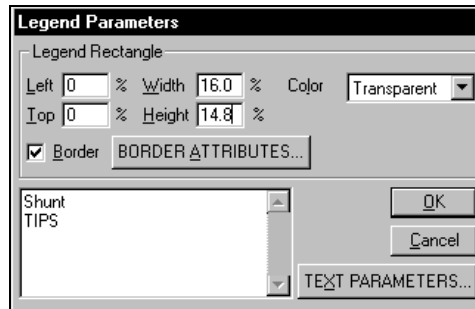 Legend Parameters
Legend Rectangle
Left 0 % Width 16.0 % Color Transparent
Top 0 % Height 14.8 %
Border BORDER ATTRIBUTES...
Shunt
TIPS
OK
Cancel
TEXT PARAMETERS...